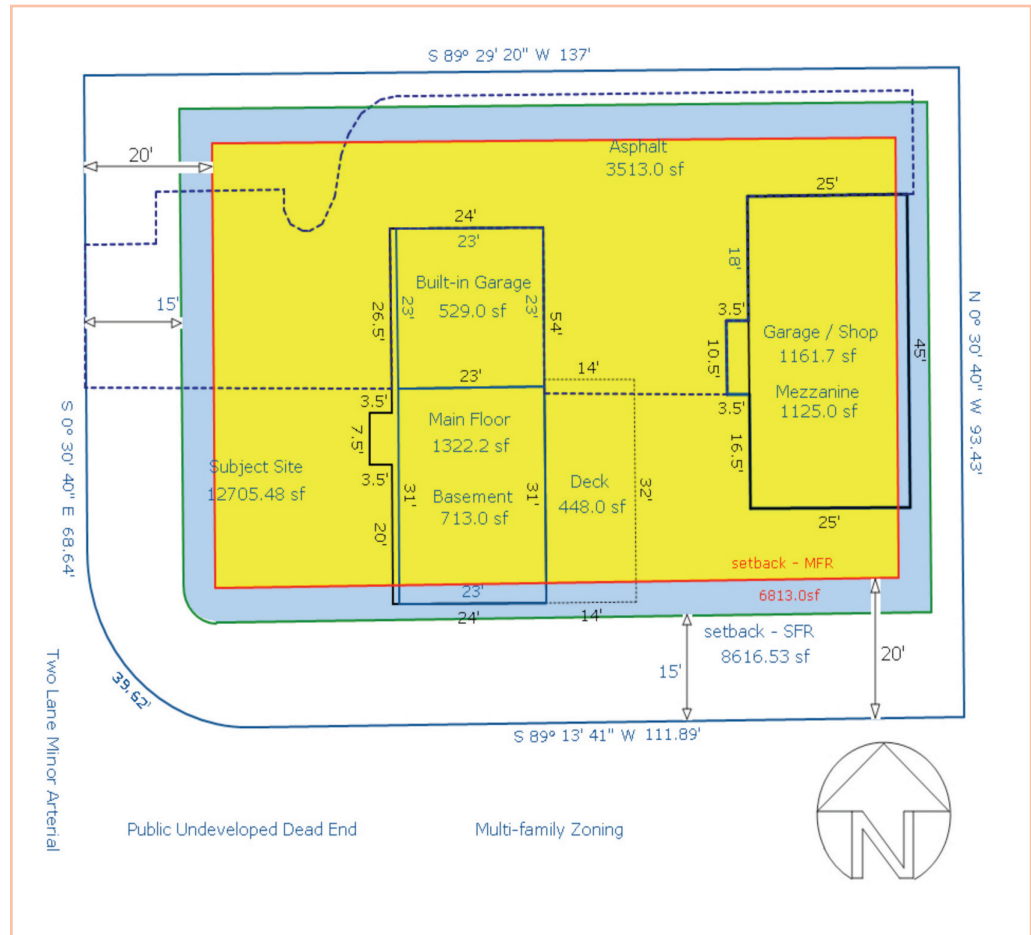 S 89º 29' 20" W 137'
20'
Asphalt
3513.0 sf
25'
24'
23'
18'
Built-in Garage
529.0 sf
26.5'
23'
23'
54'
15'
3.5'
10.5'
3.5'
Garage / Shop
1161.7 sf
Mezzanine
1125.0 sf
45'
N 0º 30' 40" W 93.43'
23'
14'
3.5'
7.5'
3.5'
Main Floor
1322.2 sf
Basement
713.0 sf
31'
31'
20'
Deck
448.0 sf
32'
16.5'
25'
S 0º 30' 40" E 68.64'
Subject Site
12705.48 sf
23'
24'
14'
setback - MFR
6813.0sf
setback - SFR
8616.53 sf
15'
20'
39.62'
S 89º 13' 41" W 111.89'
Two Lane Minor Arterial
Public Undeveloped Dead End
Multi-family Zoning
N